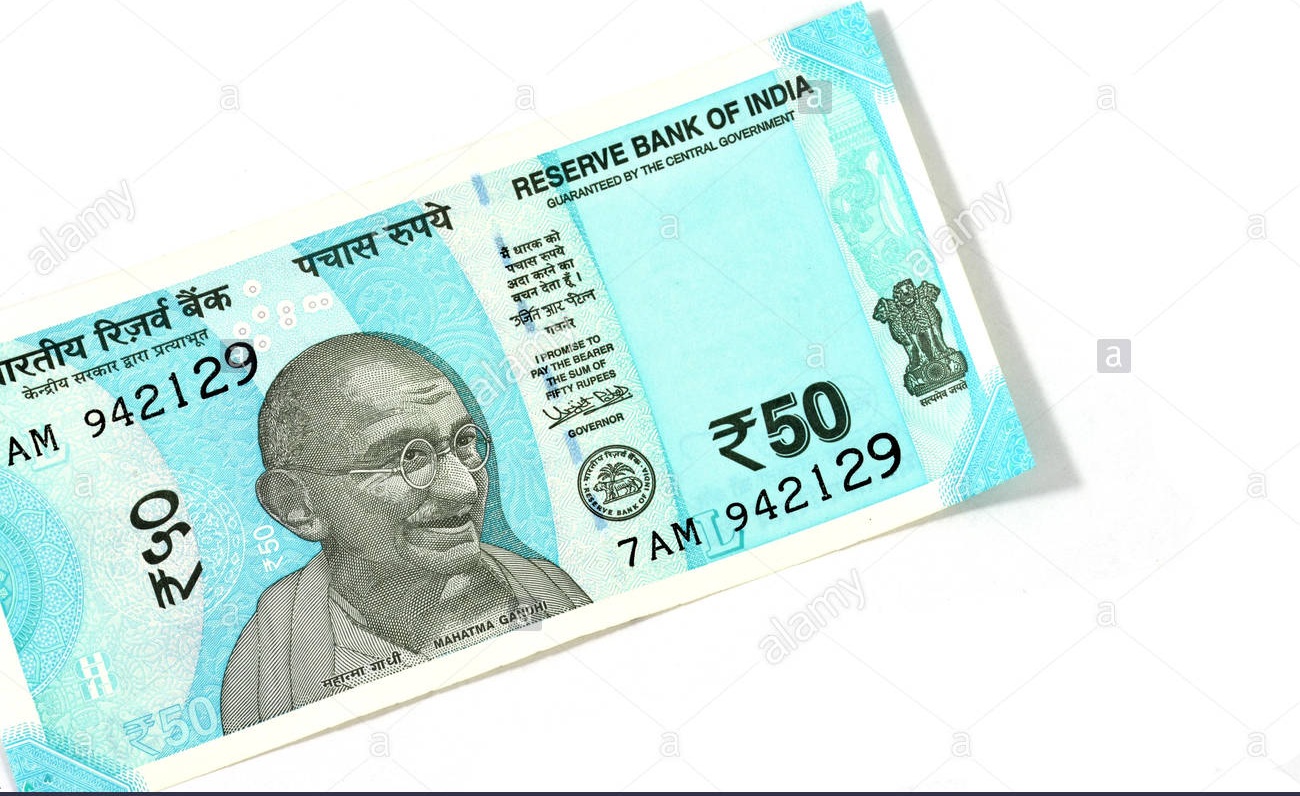 भारतीय रिज़र्व बैंक
केन्द्रीय सरकार द्वारा प्रत्याभूत
AM 942129
पचास रुपये
RESERVE BANK OF INDIA
GUARANTEED BY THE CENTRAL GOVERNMENT
मैं धारक को
पचास रुपये
अदा करने का
वचन देता हूँ।
उर्जित आर पटेल
गवर्नर
I PROMISE TO
PAY THE BEARER
THE SUM OF
FIFTY RUPEES
GOVERNOR
भारतीय रिज़र्व बैंक
RESERVE BANK OF INDIA
₹50
7AM 942129
L
सत्यमेव जयते
₹५०
₹50
₹50
महात्मा गांधी
MAHATMA GANDHI
alamy
alamy
alamy
alamy
a